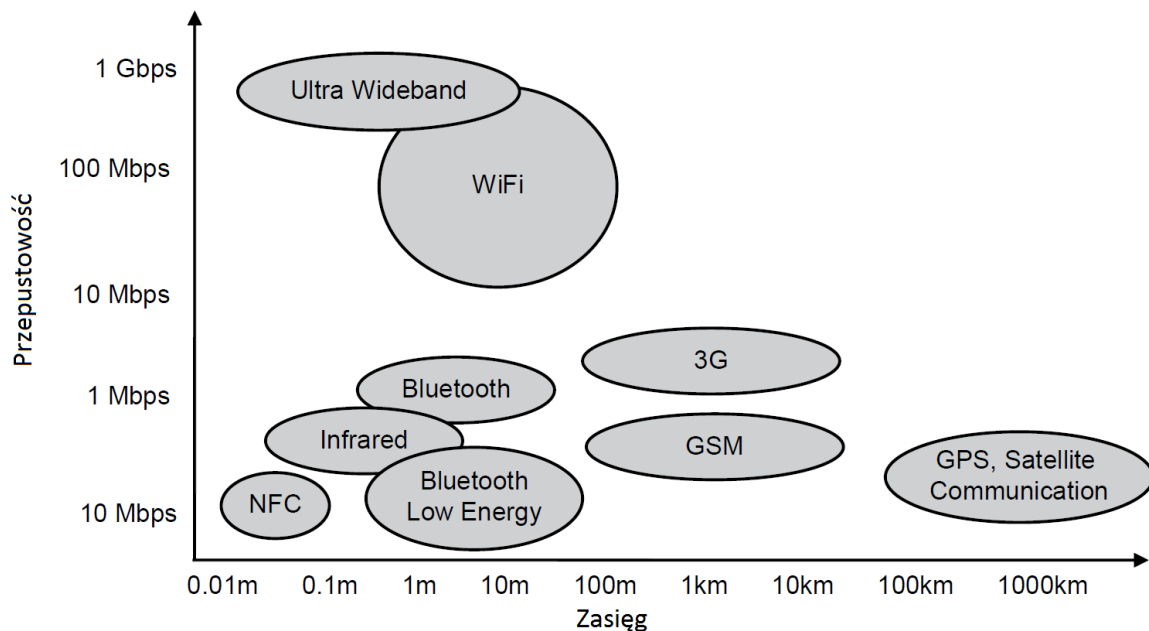 1 Gbps
Ultra Wideband
100 Mbps
WiFi
Przepustowość
10 Mbps
3G
1 Mbps
Bluetooth
Infrared
GSM
GPS, Satellite
Communication
Bluetooth
Low Energy
NFC
10 Mbps
0.01m 0.1m 1m 10m 100m 1km 10km 100km 1000km
Zasięg